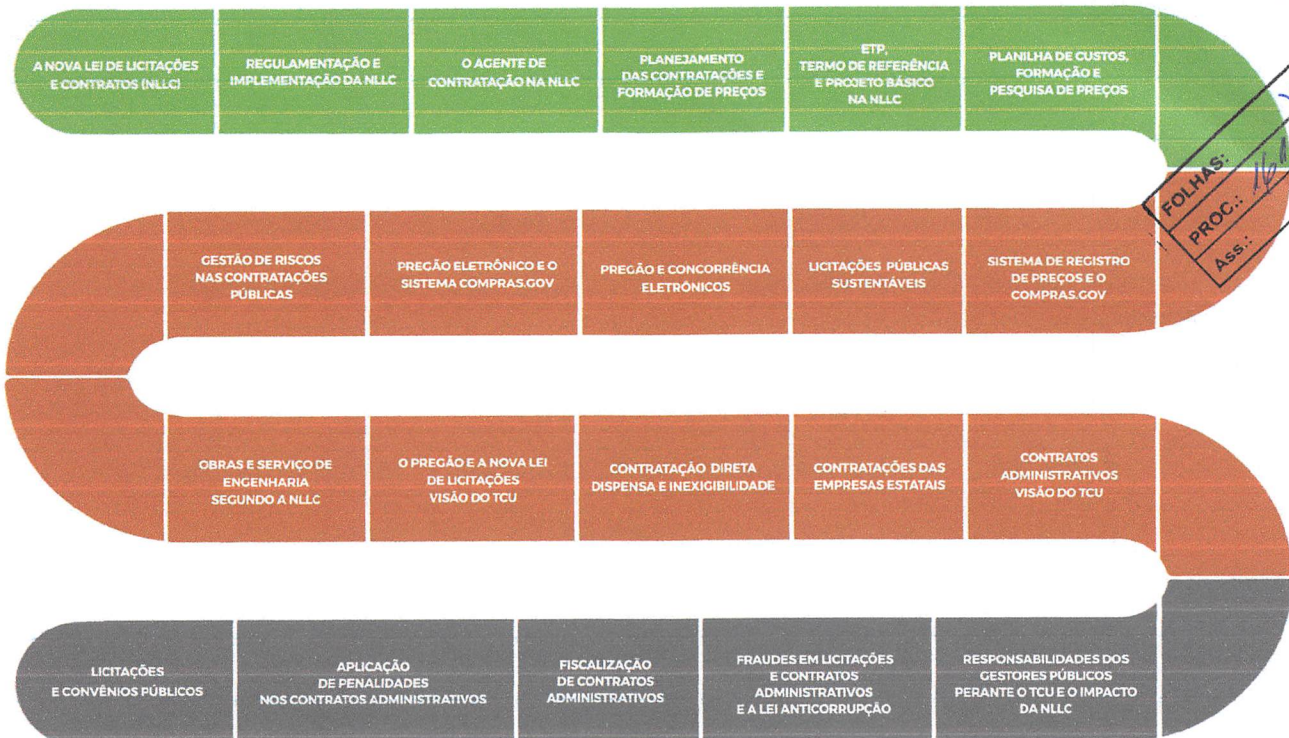 A NOVA LEI DE LICITAÇÕES
E CONTRATOS (NLLC)
REGULAMENTAÇÃO E
IMPLEMENTAÇÃO DA NLLC
O AGENTE DE
CONTRATAÇÃO NA NLLC
PLANEJAMENTO
DAS CONTRATAÇÕES E
FORMAÇÃO DE PREÇOS
ETP,
TERMO DE REFERÊNCIA
E PROJETO BÁSICO
NA NLLC
PLANILHA DE CUSTOS,
FORMAÇÃO E
PESQUISA DE PREÇOS
FOLHAS:
PROC.:
Ass.:
GESTÃO DE RISCOS
NAS CONTRATAÇÕES
PÚBLICAS
PREGÃO ELETRÔNICO E O
SISTEMA COMPRAS.GOV
PREGÃO E CONCORRÊNCIA
ELETRÔNICOS
LICITAÇÕES PÚBLICAS
SUSTENTÁVEIS
SISTEMA DE REGISTRO
DE PREÇOS E O
COMPRAS.GOV
OBRAS E SERVIÇO DE
ENGENHARIA
SEGUNDO A NLLC
O PREGÃO E A NOVA LEI
DE LICITAÇÕES
VISÃO DO TCU
CONTRATAÇÃO DIRETA
DISPENSA E INEXIGIBILIDADE
CONTRATAÇÕES DAS
EMPRESAS ESTATAIS
CONTRATOS
ADMINISTRATIVOS
VISÃO DO TCU
LICITAÇÕES
E CONVÊNIOS PÚBLICOS
APLICAÇÃO
DE PENALIDADES
NOS CONTRATOS ADMINISTRATIVOS
FISCALIZAÇÃO
DE CONTRATOS
ADMINISTRATIVOS
FRAUDES EM LICITAÇÕES
E CONTRATOS
ADMINISTRATIVOS
E A LEI ANTICORRUPÇÃO
RESPONSABILIDADES DOS
GESTORES PÚBLICOS
PERANTE O TCU E O IMPACTO
DA NLLC